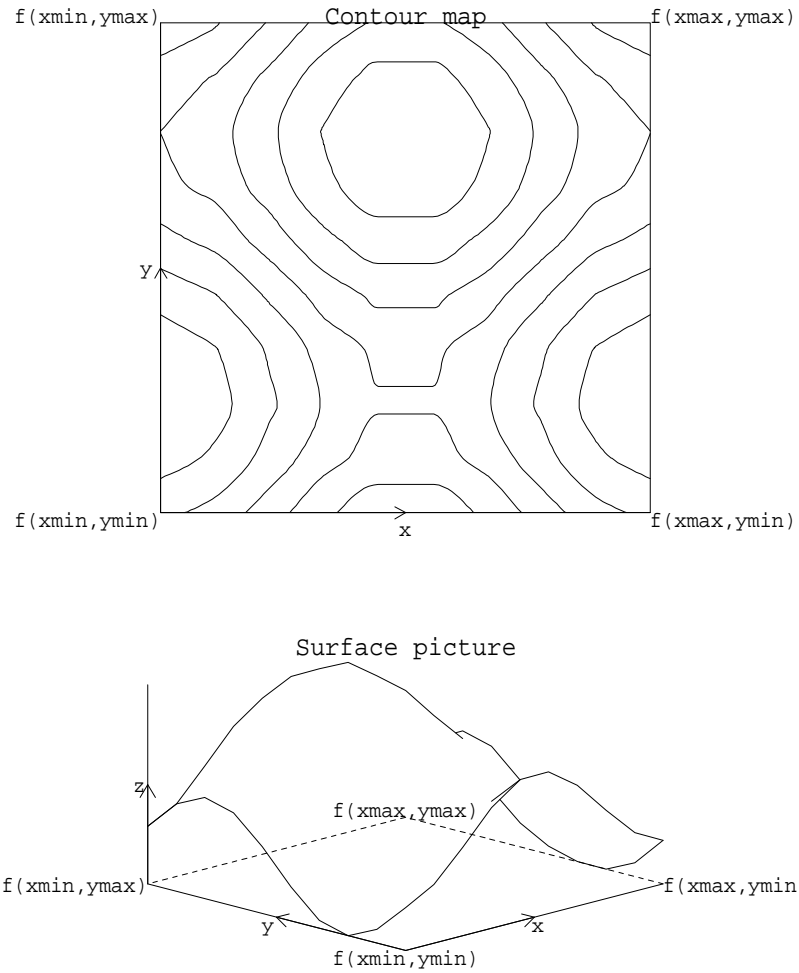 f(xmin,ymax) Contour map f(xmax,ymax)
y
f(xmin,ymin) f(xmax,ymin)
x
Surface picture
z
f(xmax,ymax)
f(xmin,ymax) f(xmax,ymin
y x
f(xmin,ymin)